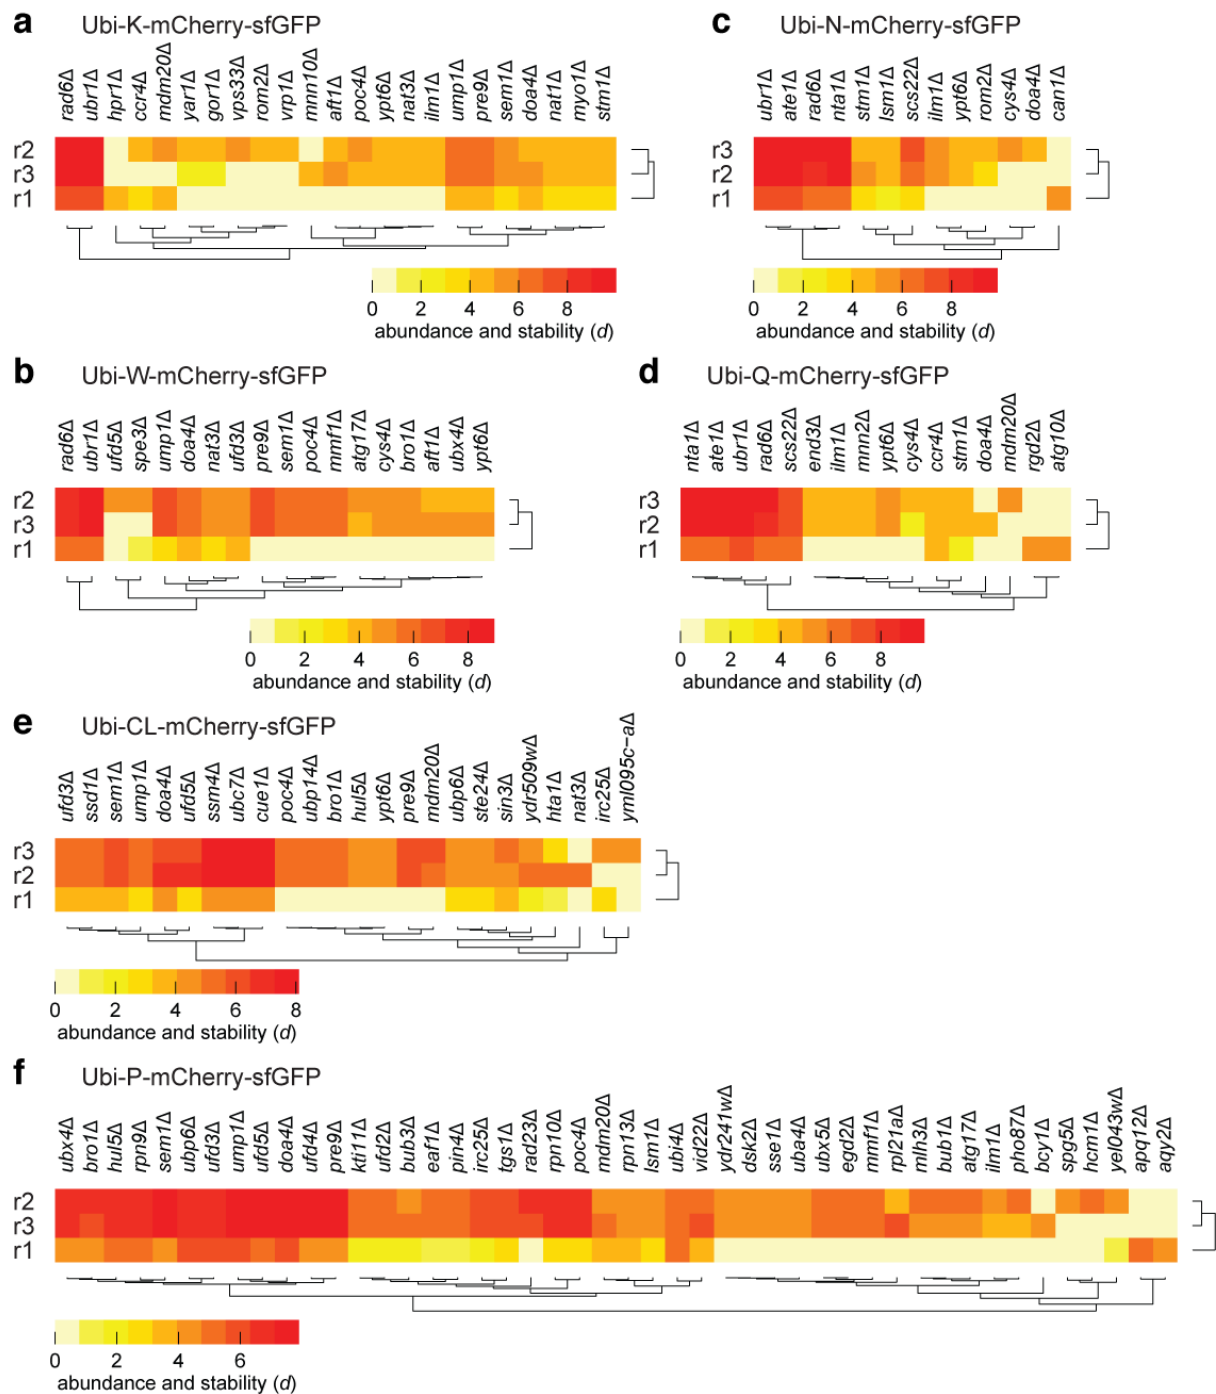 a Ubi-K-mCherry-sfGFP
rad6Δ ubr1Δ hpr1Δ ccr4Δ mdm20Δ yar1Δ gor1Δ vps33Δ rom2Δ vrp1Δ mnn10Δ aft1Δ poc4Δ ypt6Δ nat3Δ ilm1Δ ump1Δ pre9Δ sem1Δ doa4Δ nat1Δ myo1Δ stm1Δ
r2
r3
r1
0 2 4 6 8
abundance and stability (d)
c Ubi-N-mCherry-sfGFP
ubr1Δ ate1Δ rad6Δ nta1Δ stm1Δ lsm1Δ scs22Δ ilm1Δ ypt6Δ rom2Δ cys4Δ doa4Δ can1Δ
r3
r2
r1
0 2 4 6 8
abundance and stability (d)
b Ubi-W-mCherry-sfGFP
rad6Δ ubr1Δ ufd5Δ spe3Δ ump1Δ doa4Δ nat3Δ ufd3Δ pre9Δ sem1Δ poc4Δ mmf1Δ atg17Δ cys4Δ bro1Δ aft1Δ ubx4Δ ypt6Δ
r2
r3
r1
0 2 4 6 8
abundance and stability (d)
d Ubi-Q-mCherry-sfGFP
nta1Δ ate1Δ ubr1Δ rad6Δ scs22Δ end3Δ ilm1Δ mnn2Δ ypt6Δ cys4Δ ccr4Δ stm1Δ doa4Δ mdm20Δ rgd2Δ atg10Δ
r3
r2
r1
0 2 4 6 8
abundance and stability (d)
e Ubi-CL-mCherry-sfGFP
ufd3Δ ssd1Δ sem1Δ ump1Δ doa4Δ ufd5Δ ssm4Δ ubc7Δ cue1Δ poc4Δ ubp14Δ bro1Δ hul5Δ ypt6Δ pre9Δ mdm20Δ ubp6Δ ste24Δ sin3Δ ydr509wΔ hta1Δ nat3Δ irc25Δ yml095c−aΔ
r3
r2
r1
0 2 4 6 8
abundance and stability (d)
f Ubi-P-mCherry-sfGFP
ubx4Δ bro1Δ hul5Δ rpn9Δ sem1Δ ubp6Δ ufd3Δ ump1Δ ufd5Δ doa4Δ ufd4Δ pre9Δ kti11Δ ufd2Δ bub3Δ eaf1Δ pin4Δ irc25Δ tgs1Δ rad23Δ rpn10Δ poc4Δ mdm20Δ rpn13Δ lsm1Δ ubi4Δ vid22Δ ydr241wΔ dsk2Δ sse1Δ uba4Δ ubx5Δ egd2Δ mmf1Δ rpl21aΔ mlh3Δ bub1Δ atg17Δ ilm1Δ pho87Δ bcy1Δ spg5Δ hcm1Δ yel043wΔ apq12Δ aqy2Δ
r2
r3
r1
0 2 4 6
abundance and stability (d)